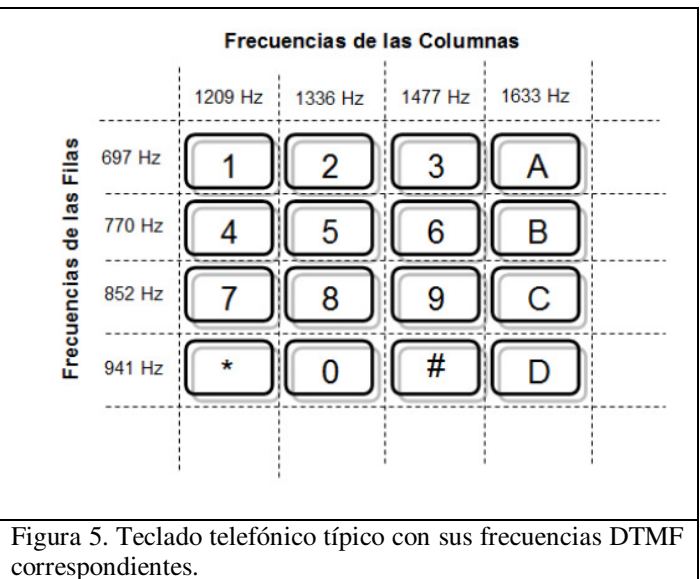 Frecuencias de las Columnas
1209 Hz 1336 Hz 1477 Hz 1633 Hz
Frecuencias de las Filas
697 Hz 1 2 3 A
770 Hz 4 5 6 B
852 Hz 7 8 9 C
941 Hz * 0 # D
Figura 5. Teclado telefónico típico con sus frecuencias DTMF
correspondientes.